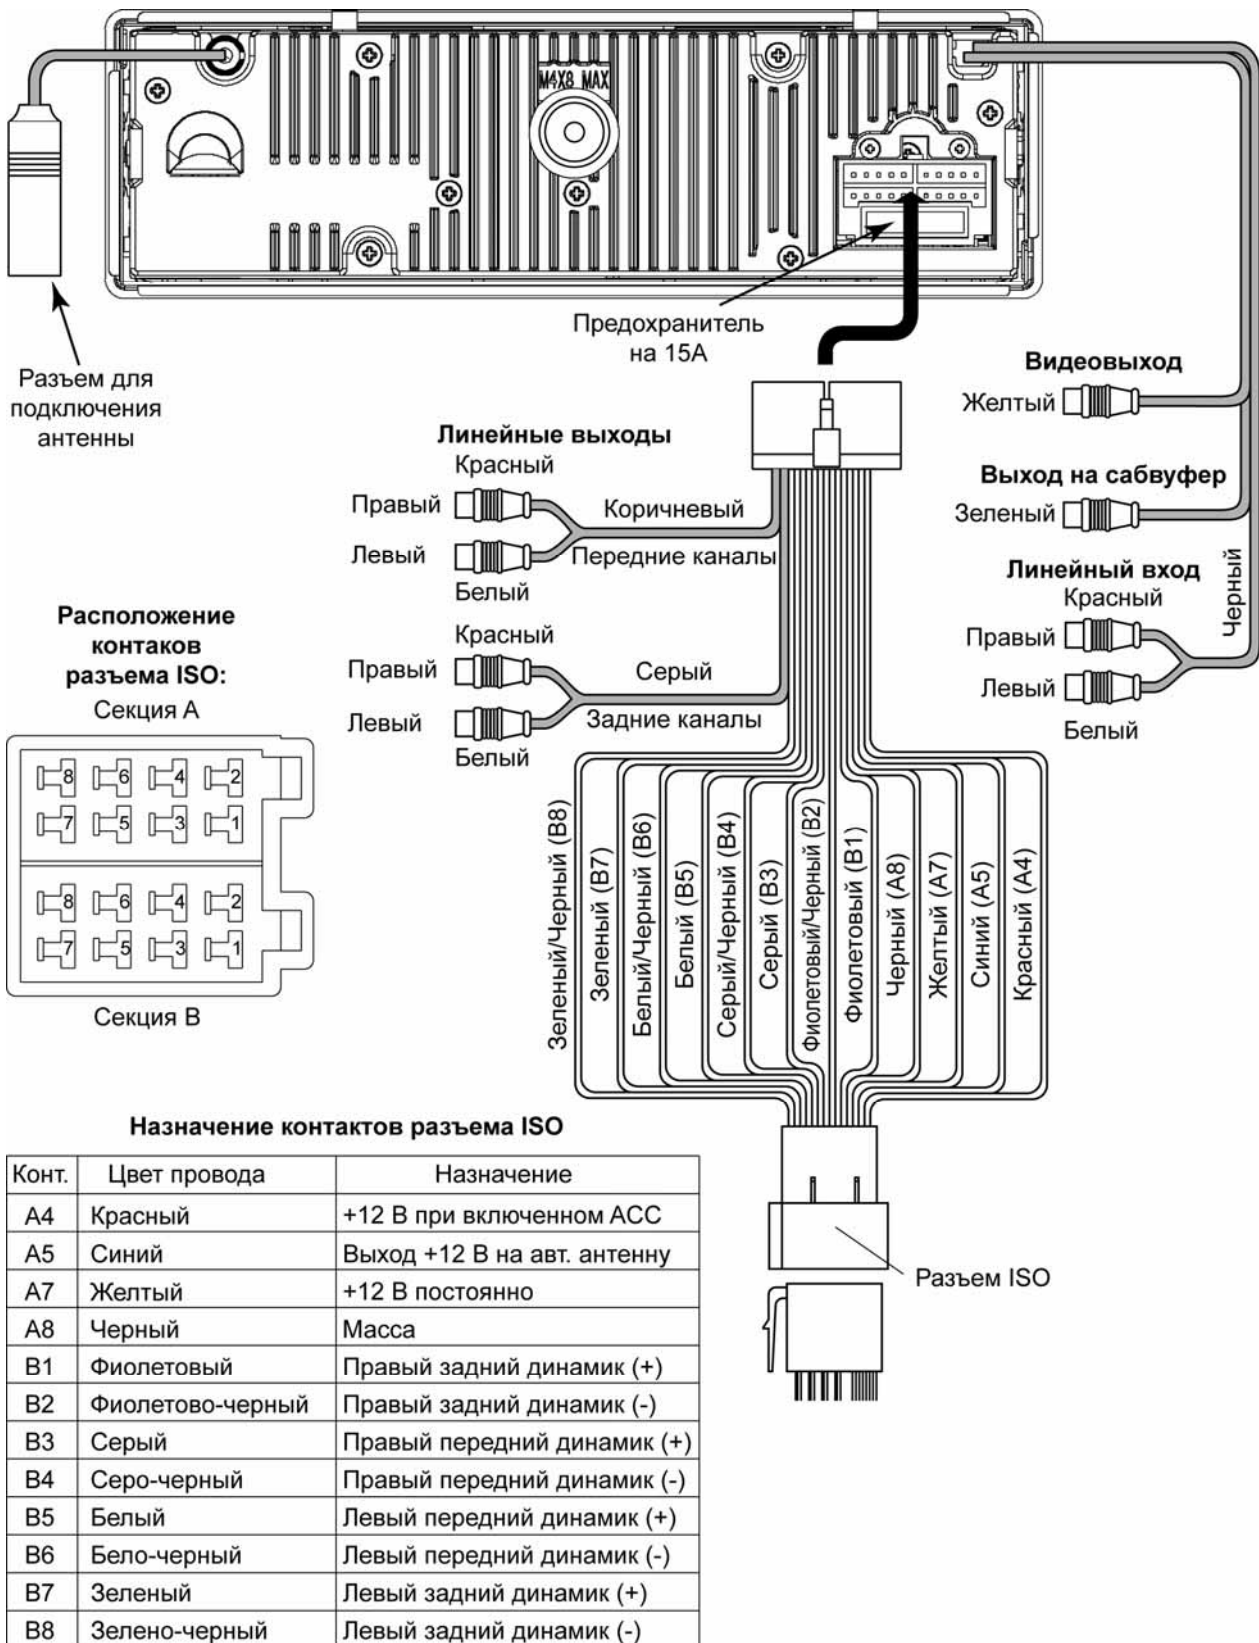 M4X8 MAX
Предохранитель
на 15А
Разъем для
подключения
антенны
Видеовыход
Желтый
Выход на сабвуфер
Зеленый
Линейный вход
Красный
Правый
Левый
Белый
Черный
Линейные выходы
Красный
Правый
Коричневый
Левый
Передние каналы
Белый
Красный
Правый
Серый
Левый
Задние каналы
Белый
Расположение
контаков
разъема ISO:
Секция А
8 6 4 2
7 5 3 1
8 6 4 2
7 5 3 1
Секция В
Зеленый/Черный (B8)
Зеленый (B7)
Белый/Черный (B6)
Белый (B5)
Серый/Черный (B4)
Серый (B3)
Фиолетовый/Черный (B2)
Фиолетовый (B1)
Черный (A8)
Желтый (A7)
Синий (A5)
Красный (A4)
Разъем ISO
Назначение контактов разъема ISO
Конт. Цвет провода Назначение
A4 Красный +12 В при включенном ACC
A5 Синий Выход +12 В на авт. антенну
A7 Желтый +12 В постоянно
A8 Черный Масса
B1 Фиолетовый Правый задний динамик (+)
B2 Фиолетово-черный Правый задний динамик (-)
B3 Серый Правый передний динамик (+)
B4 Серо-черный Правый передний динамик (-)
B5 Белый Левый передний динамик (+)
B6 Бело-черный Левый передний динамик (-)
B7 Зеленый Левый задний динамик (+)
B8 Зелено-черный Левый задний динамик (-)